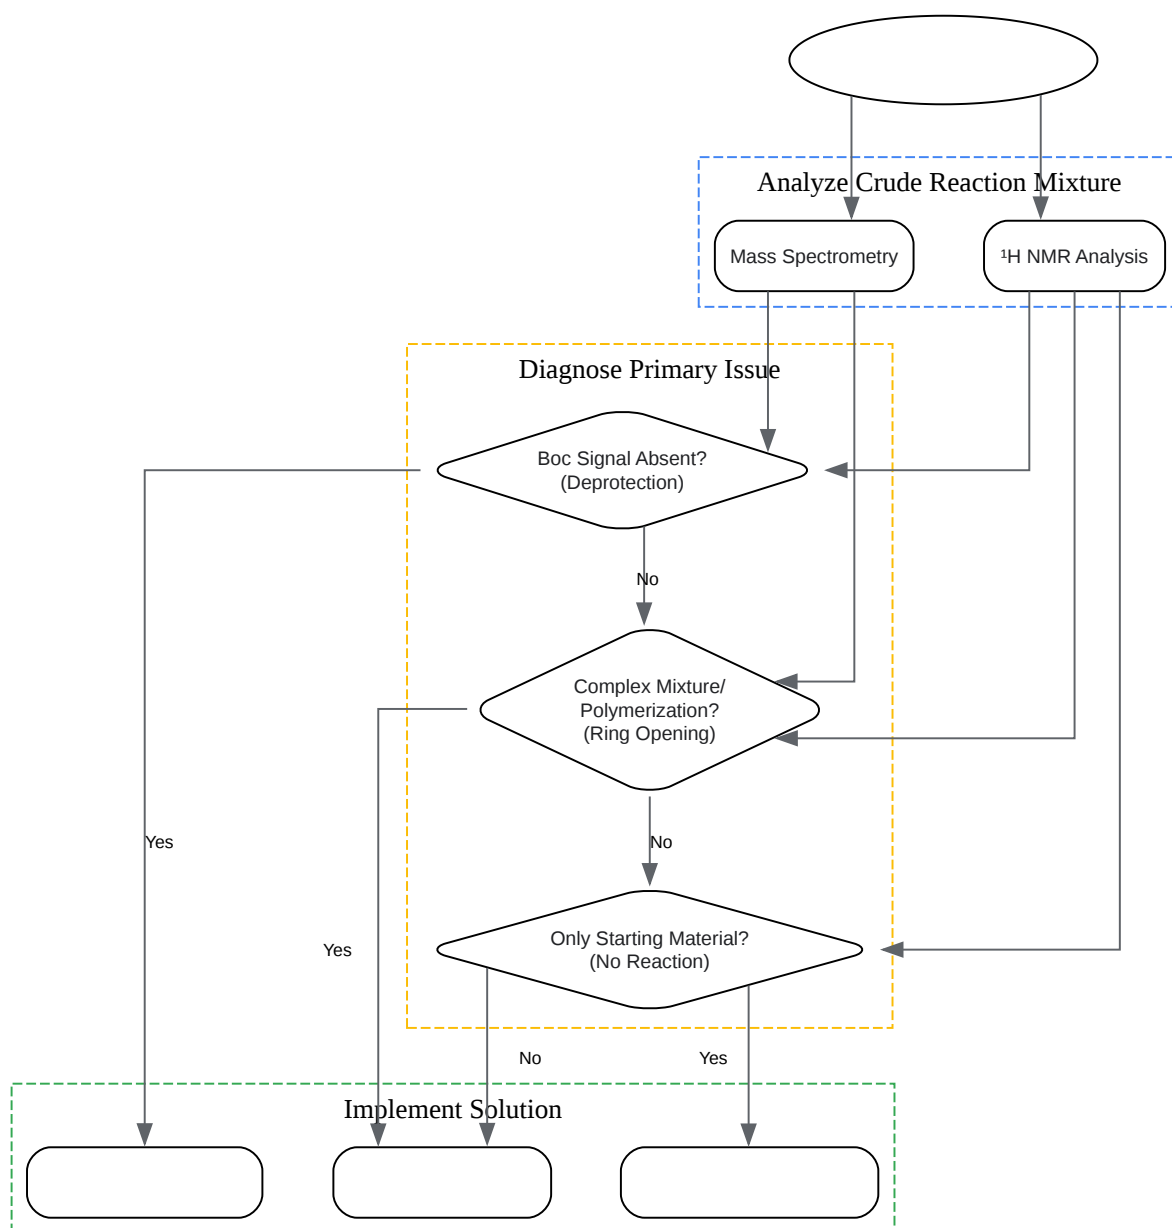 Analyze Crude Reaction Mixture
Mass Spectrometry
¹H NMR Analysis
Diagnose Primary Issue
Boc Signal Absent?
(Deprotection)
No
Complex Mixture/
Polymerization?
(Ring Opening)
Yes
No
Yes
Only Starting Material?
(No Reaction)
No
Yes
Implement Solution